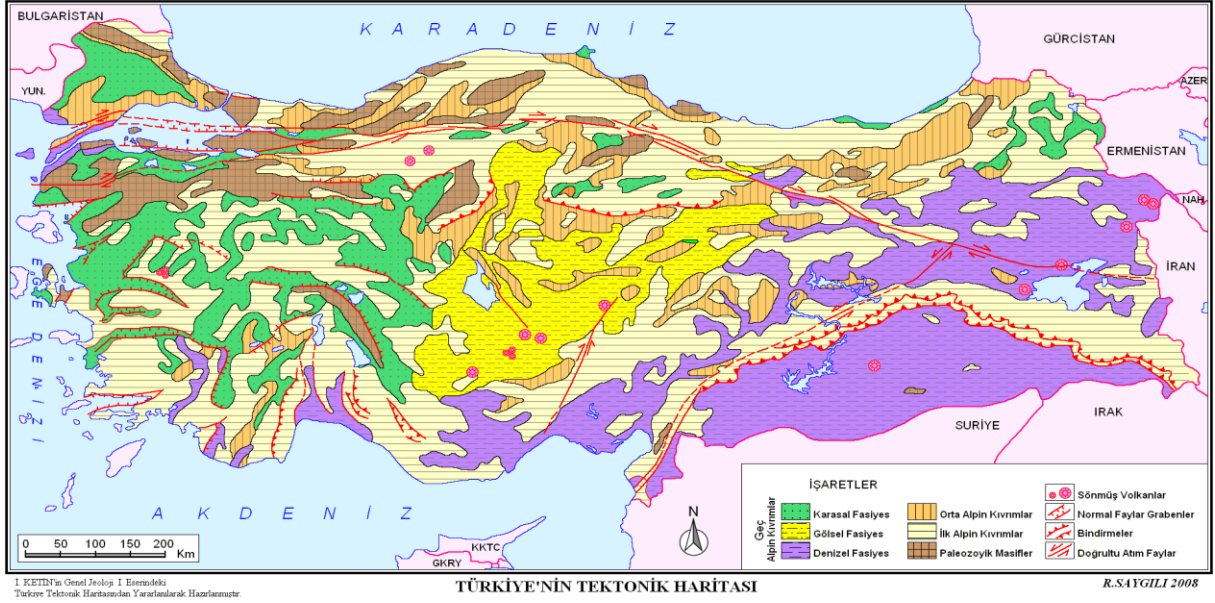 BULGARİSTAN
K A R A D E N İ Z
GÜRCİSTAN
YUN.
AZER
ERMENİSTAN
NAH.
İRAN
E G E D E N İ Z İ
IRAK
SURİYE
A K D E N İ Z
KKTC
GKRY
N
0 50 100 150 200
Km
İŞARETLER
Geç
Alpin Kıvrımlar
Karasal Fasiyes
Gölsel Fasiyes
Denizel Fasiyes
Orta Alpin Kıvrımlar
İlk Alpin Kıvrımlar
Paleozoyik Masifler
Sönmüş Volkanlar
Normal Faylar Grabenler
Bindirmeler
Doğrultu Atım Faylar
İ. KETİN'in Genel Jeoloji I Eserindeki
Türkiye Tektonik Haritasından Yararlanılarak Hazırlanmıştır.
TÜRKİYE'NİN TEKTONİK HARİTASI
R.SAYGILI 2008